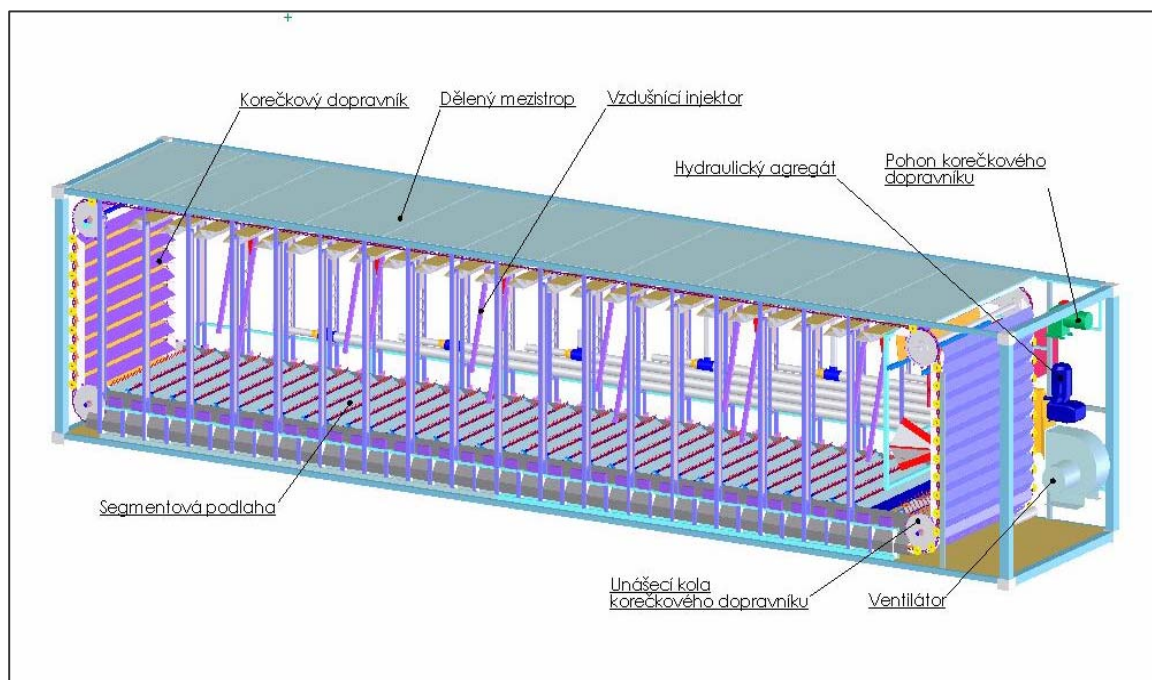 Korečkový dopravník
Dělený mezistrop
Vzdušnící injektor
Hydraulický agregát
Pohon korečkového
dopravníku
Segmentová podlaha
Unášecí kola
korečkového dopravníku
Ventilátor